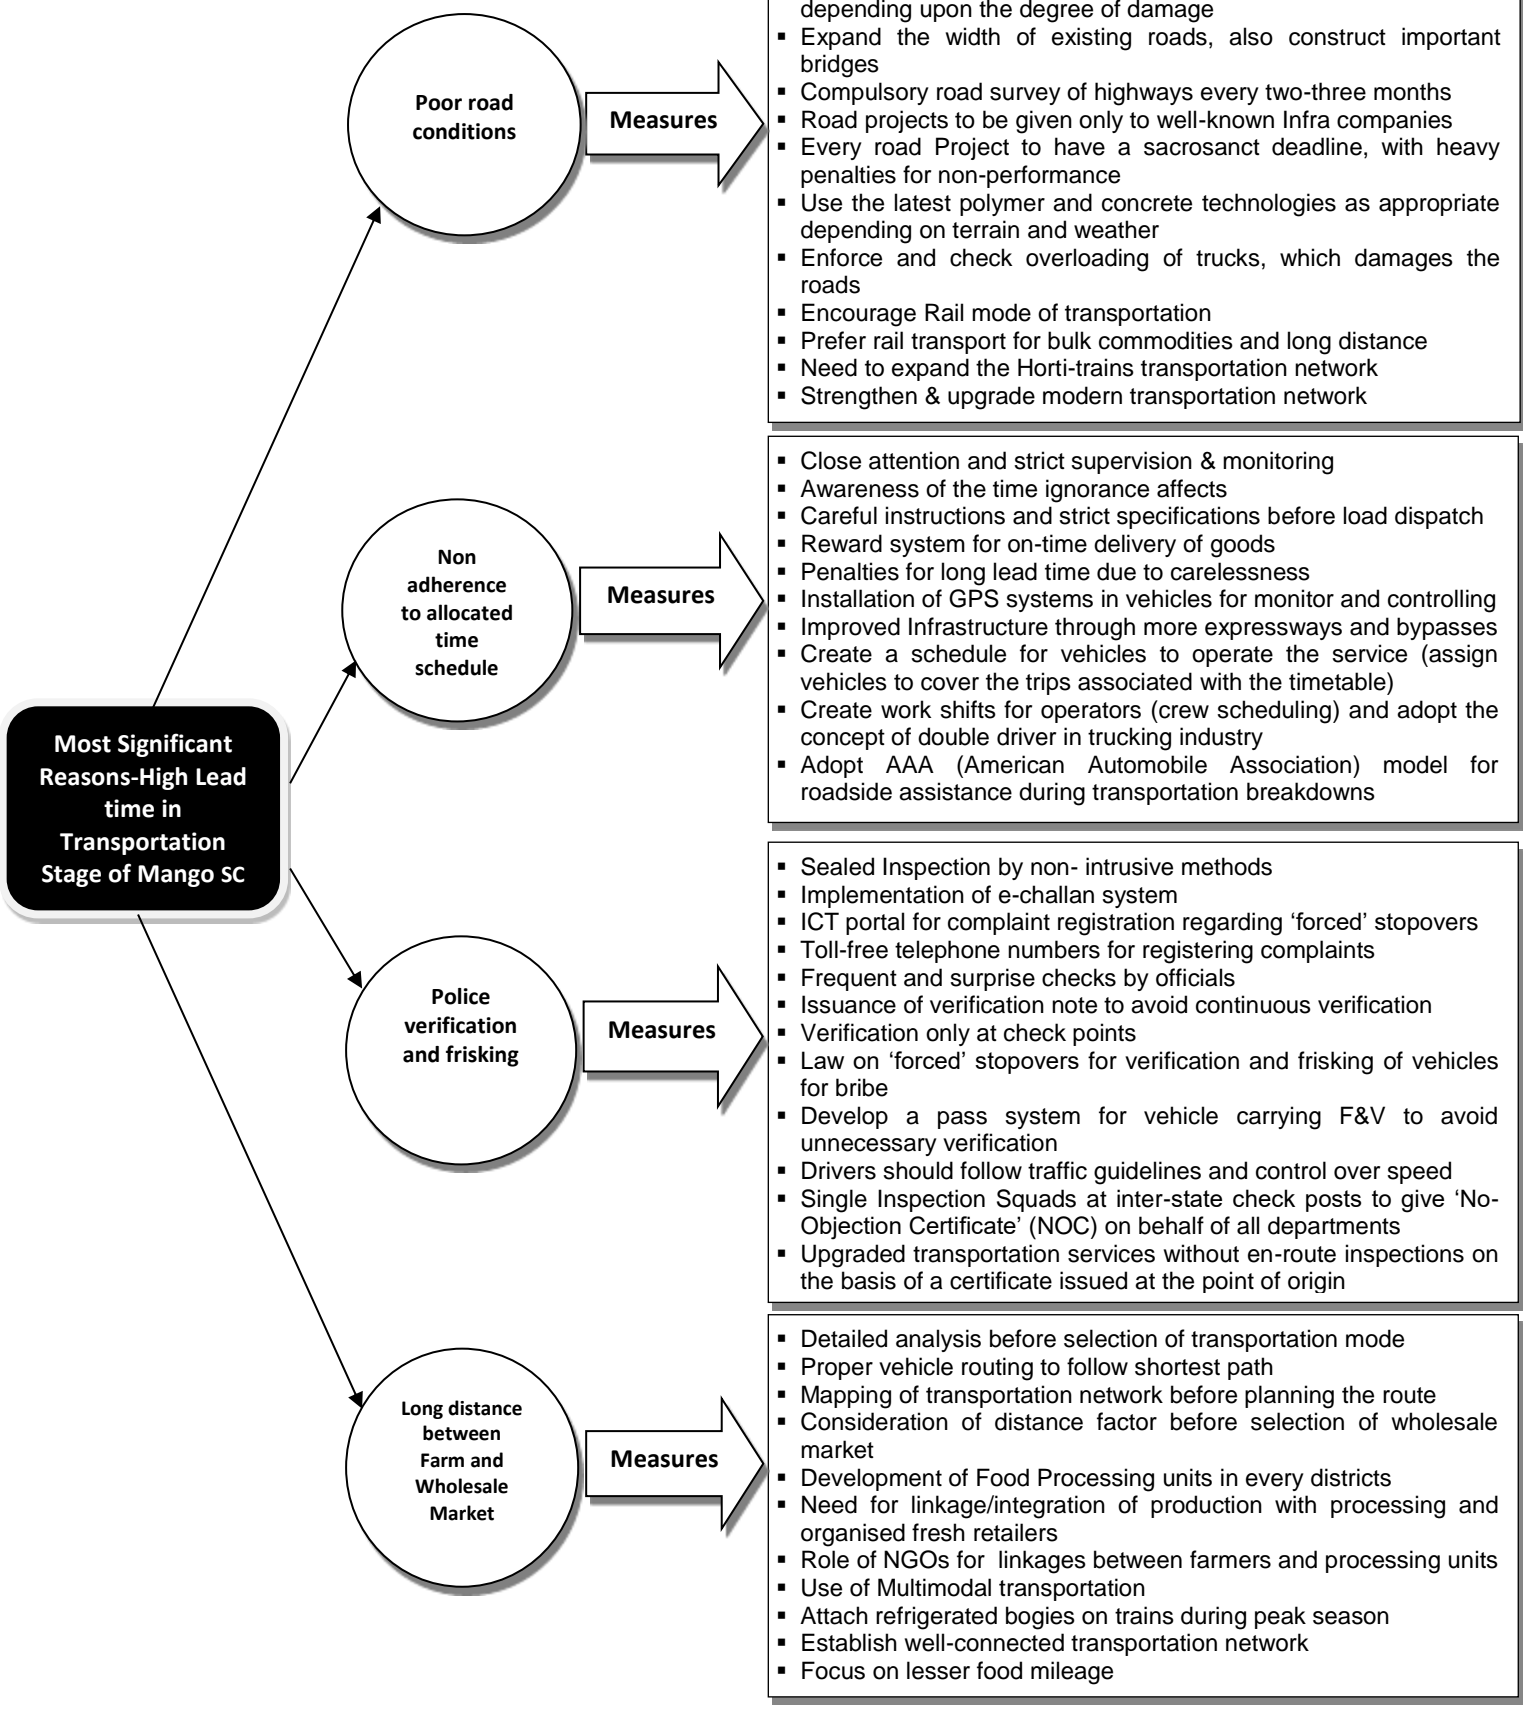 depending upon the degree of damage
▪ Expand the width of existing roads, also construct important
bridges
▪ Compulsory road survey of highways every two-three months
▪ Road projects to be given only to well-known Infra companies
▪ Every road Project to have a sacrosanct deadline, with heavy
penalties for non-performance
▪ Use the latest polymer and concrete technologies as appropriate
depending on terrain and weather
▪ Enforce and check overloading of trucks, which damages the
roads
▪ Encourage Rail mode of transportation
▪ Prefer rail transport for bulk commodities and long distance
▪ Need to expand the Horti-trains transportation network
▪ Strengthen & upgrade modern transportation network
Poor road
conditions
Measures
▪ Close attention and strict supervision & monitoring
▪ Awareness of the time ignorance affects
▪ Careful instructions and strict specifications before load dispatch
▪ Reward system for on-time delivery of goods
▪ Penalties for long lead time due to carelessness
▪ Installation of GPS systems in vehicles for monitor and controlling
▪ Improved Infrastructure through more expressways and bypasses
▪ Create a schedule for vehicles to operate the service (assign
vehicles to cover the trips associated with the timetable)
▪ Create work shifts for operators (crew scheduling) and adopt the
concept of double driver in trucking industry
▪ Adopt AAA (American Automobile Association) model for
roadside assistance during transportation breakdowns
Non
adherence
to allocated
time
schedule
Measures
Most Significant
Reasons-High Lead
time in
Transportation
Stage of Mango SC
▪ Sealed Inspection by non- intrusive methods
▪ Implementation of e-challan system
▪ ICT portal for complaint registration regarding ‘forced’ stopovers
▪ Toll-free telephone numbers for registering complaints
▪ Frequent and surprise checks by officials
▪ Issuance of verification note to avoid continuous verification
▪ Verification only at check points
▪ Law on ‘forced’ stopovers for verification and frisking of vehicles
for bribe
▪ Develop a pass system for vehicle carrying F&V to avoid
unnecessary verification
▪ Drivers should follow traffic guidelines and control over speed
▪ Single Inspection Squads at inter-state check posts to give ‘No-
Objection Certificate’ (NOC) on behalf of all departments
▪ Upgraded transportation services without en-route inspections on
the basis of a certificate issued at the point of origin
Police
verification
and frisking
Measures
▪ Detailed analysis before selection of transportation mode
▪ Proper vehicle routing to follow shortest path
▪ Mapping of transportation network before planning the route
▪ Consideration of distance factor before selection of wholesale
market
▪ Development of Food Processing units in every districts
▪ Need for linkage/integration of production with processing and
organised fresh retailers
▪ Role of NGOs for linkages between farmers and processing units
▪ Use of Multimodal transportation
▪ Attach refrigerated bogies on trains during peak season
▪ Establish well-connected transportation network
▪ Focus on lesser food mileage
Long distance
between
Farm and
Wholesale
Market
Measures